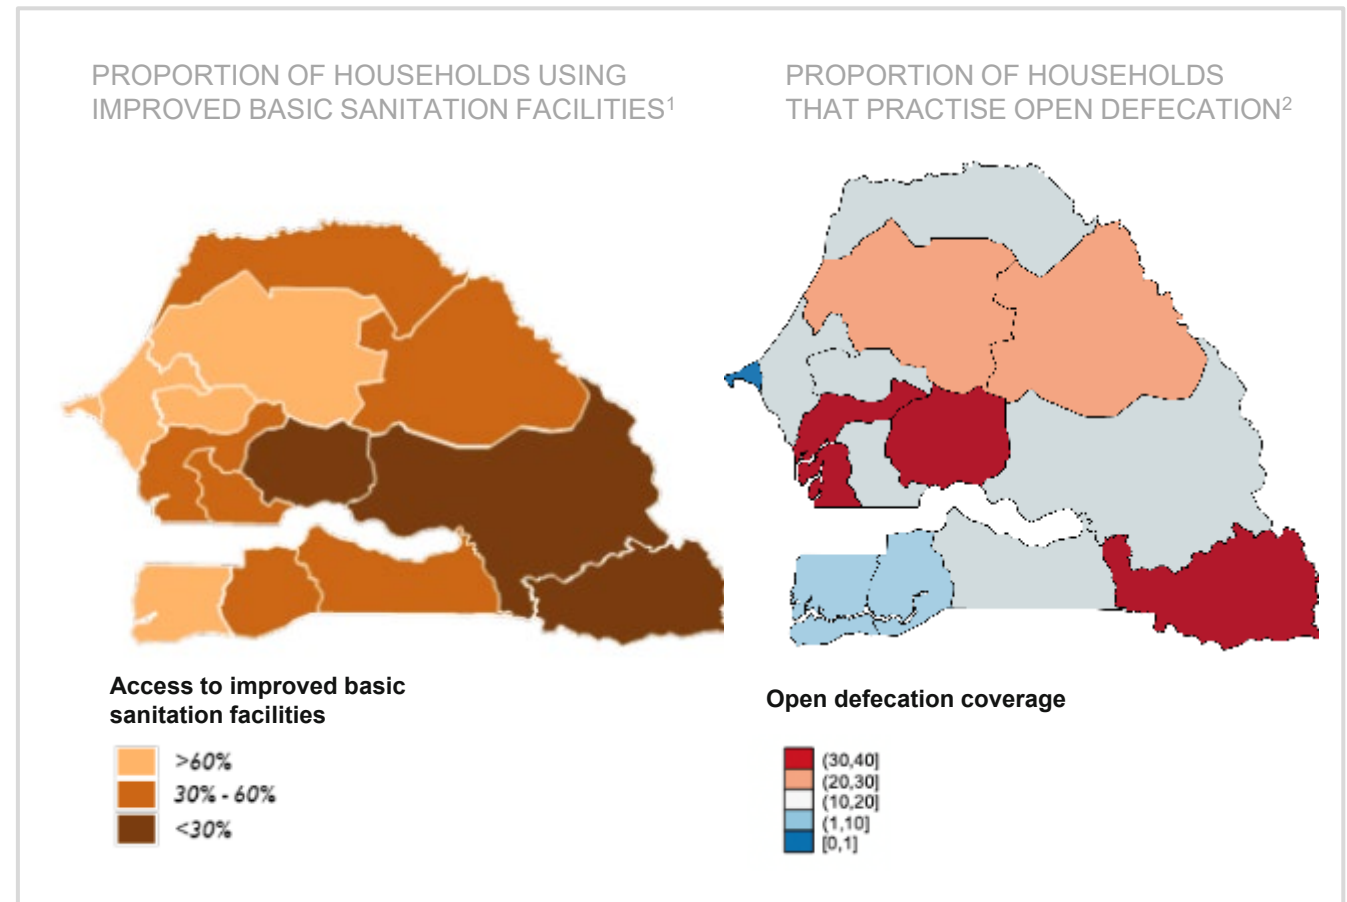 PROPORTION OF HOUSEHOLDS USING
IMPROVED BASIC SANITATION FACILITIES¹
PROPORTION OF HOUSEHOLDS
THAT PRACTISE OPEN DEFECATION²
Access to improved basic
sanitation facilities
>60%
30% - 60%
<30%
Open defecation coverage
(30,40]
(20,30]
(10,20]
(1,10]
[0,1]